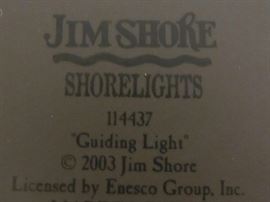 JIM SHORE
SHORELIGHTS
114437
"Guiding Light"
© 2003 Jim Shore
Licensed by Enesco Group, Inc.